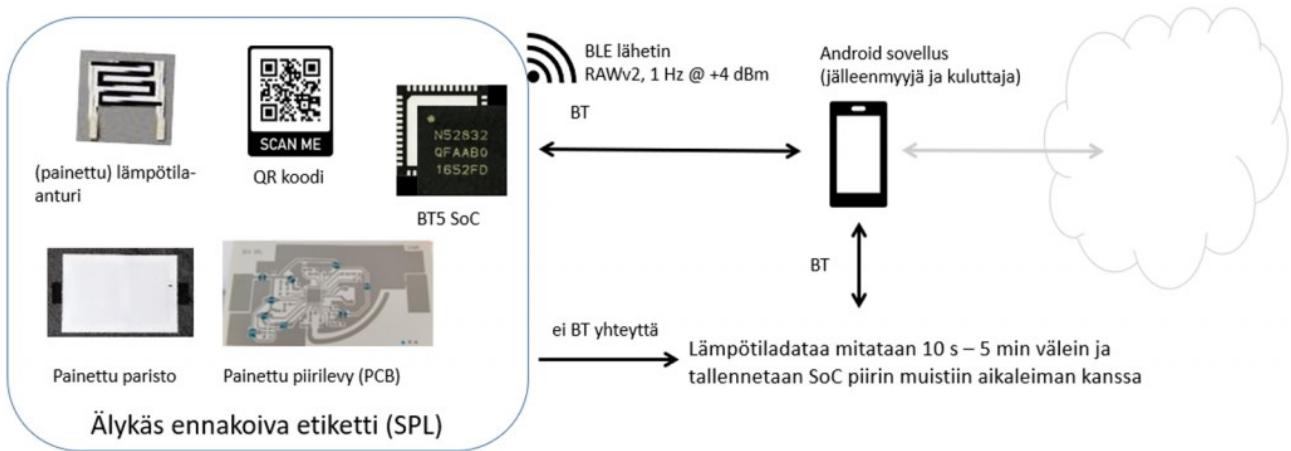 BLE lähetin
RAWv2, 1 Hz @ +4 dBm
BT
Android sovellus
(jälleenmyyjä ja kuluttaja)
SCAN ME
N52832
QFAAB0
1652FD
(painettu) lämpötila-
anturi
QR koodi
BT5 SoC
BT
ei BT yhteyttä
Lämpötiladataa mitataan 10 s – 5 min välein ja
tallennetaan SoC piirin muistiin aikaleiman kanssa
Painettu paristo
Painettu piirilevy (PCB)
Älykäs ennakoiva etiketti (SPL)